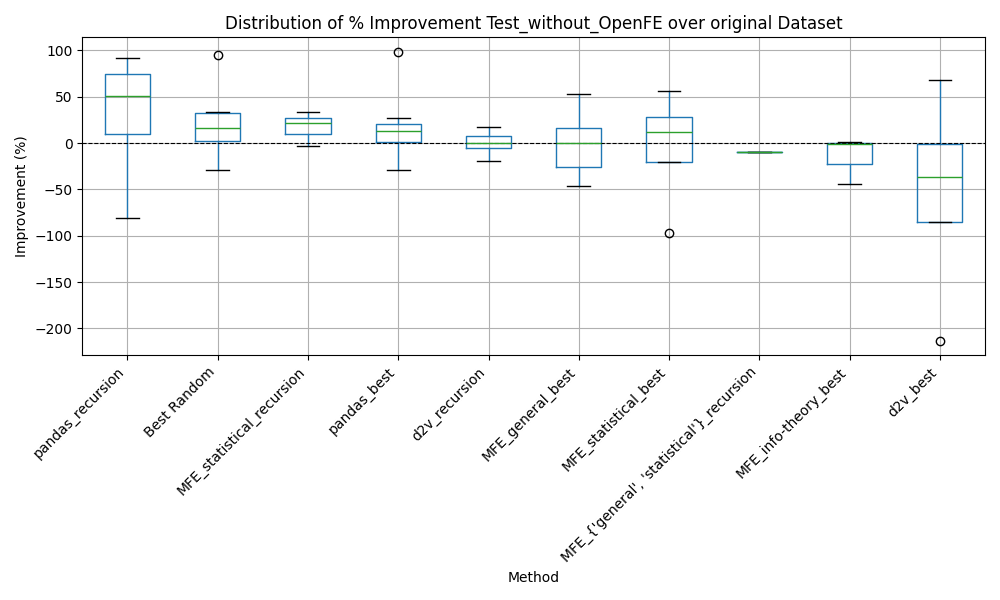 Distribution of % Improvement Test_without_OpenFE over original Dataset
Improvement (%)
100
50
0
−50
−100
−150
−200
pandas_recursion
Best Random
MFE_statistical_recursion
pandas_best
d2v_recursion
MFE_general_best
MFE_statistical_best
MFE_{'general', 'statistical'}_recursion
MFE_info-theory_best
d2v_best
Method